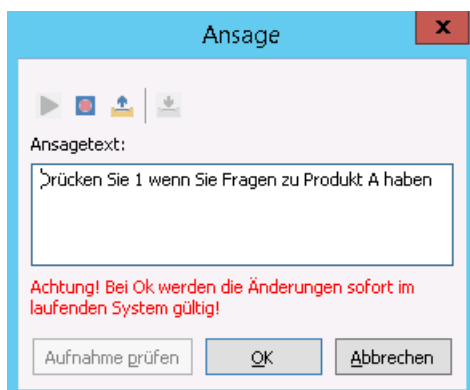 Ansage
x
Ansagetext:
Drücken Sie 1 wenn Sie Fragen zu Produkt A haben
Achtung! Bei Ok werden die Änderungen sofort im
laufenden System gültig!
Aufnahme prüfen
OK
Abbrechen